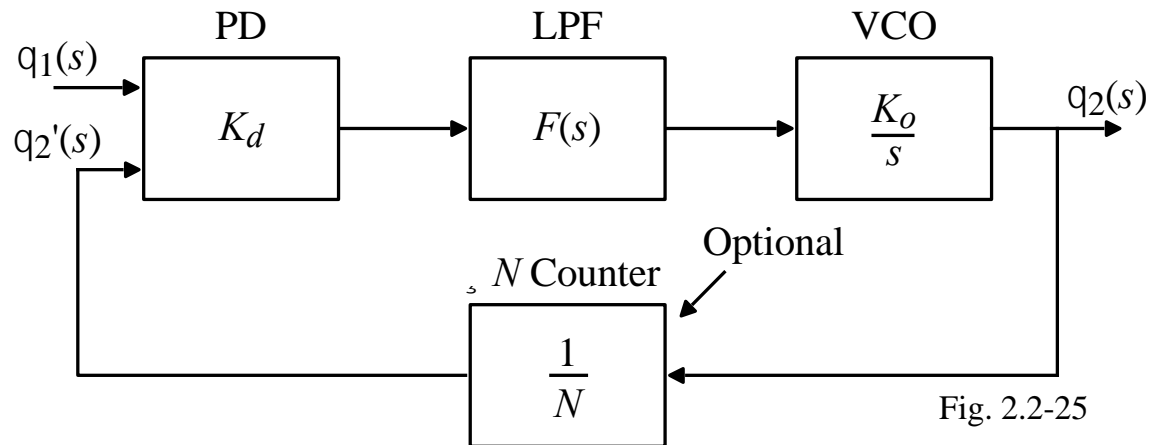 PD
LPF
VCO
q1(s)
q2'(s)
Kd
F(s)
Ko
s
q2(s)
Optional
N Counter
1
N
Fig. 2.2-25